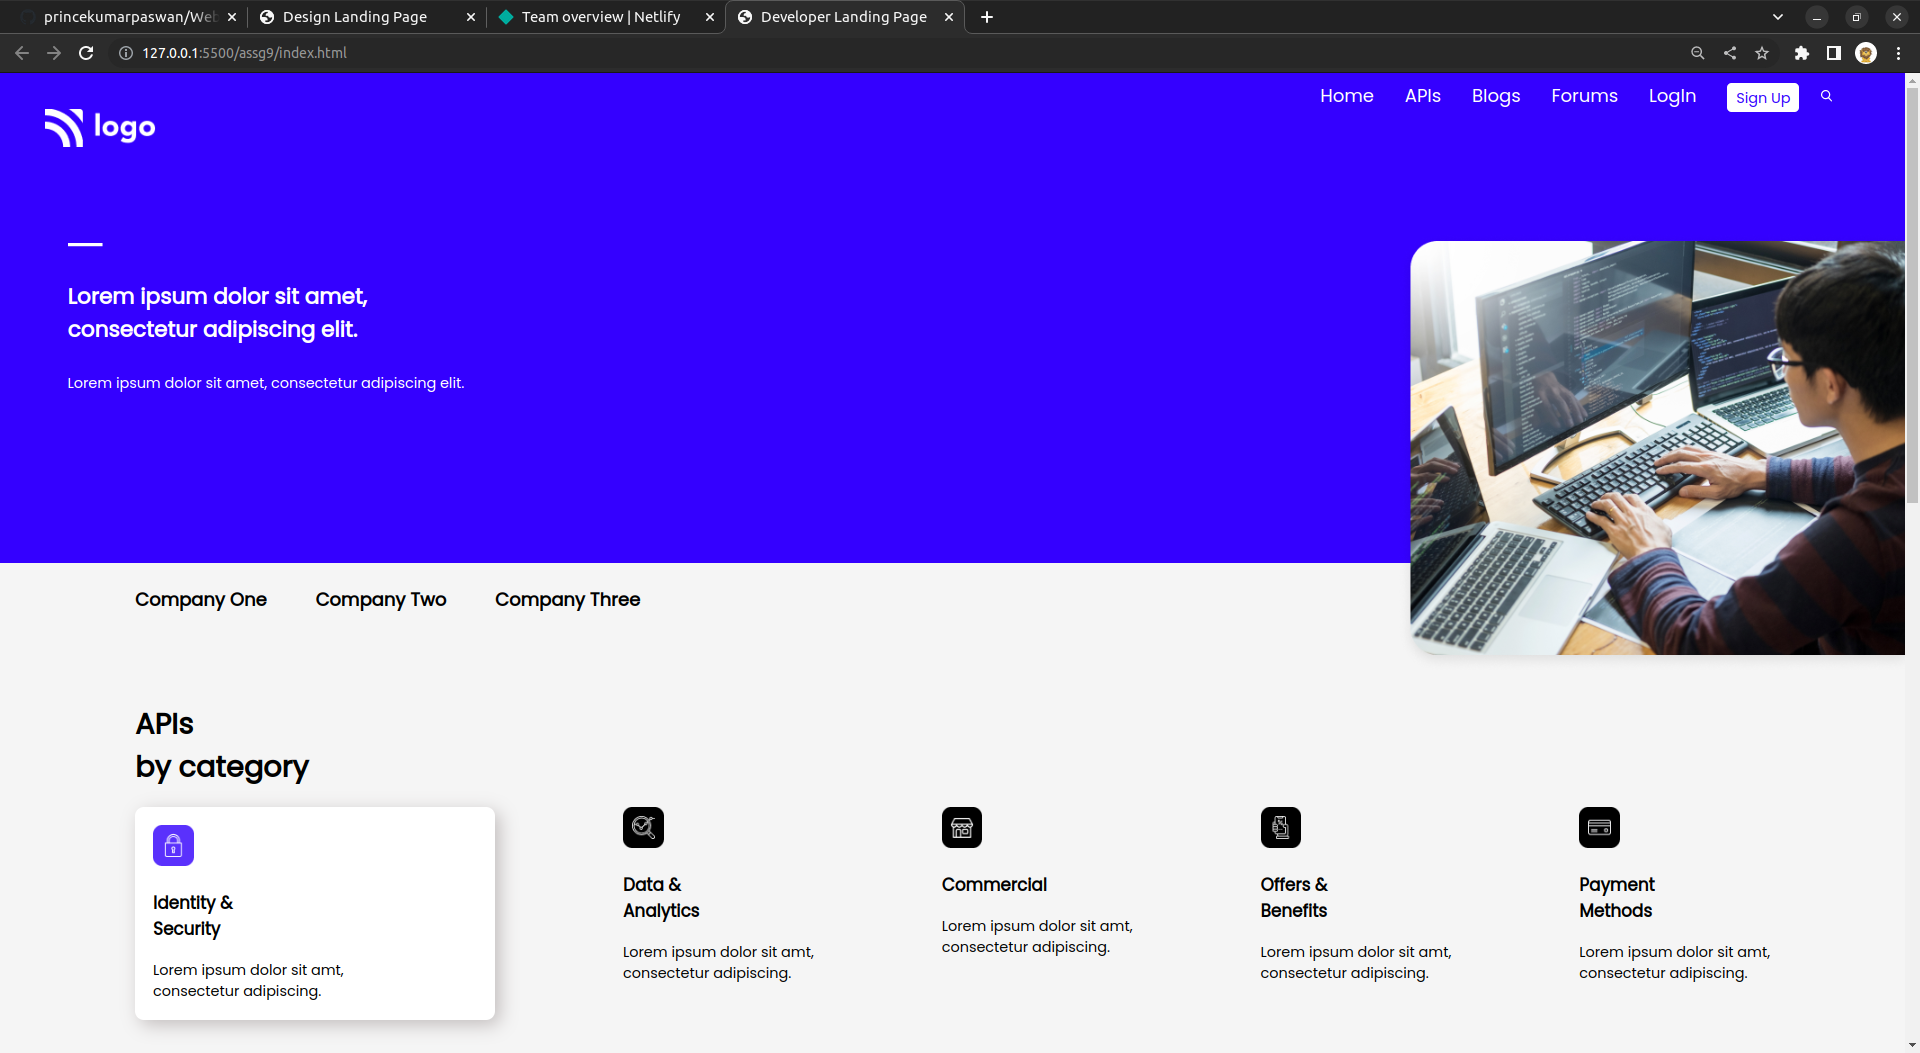 princekumarpaswan/Web
Design Landing Page
Team overview | Netlify
Developer Landing Page
127.0.0.1:5500/assg9/index.html
logo
Home APIs Blogs Forums LogIn Sign Up
Lorem ipsum dolor sit amet,
consectetur adipiscing elit.
Lorem ipsum dolor sit amet, consectetur adipiscing elit.
Company One Company Two Company Three
APIs
by category
Identity &
Security
Lorem ipsum dolor sit amt,
consectetur adipiscing.
Data &
Analytics
Lorem ipsum dolor sit amt,
consectetur adipiscing.
Commercial
Lorem ipsum dolor sit amt,
consectetur adipiscing.
Offers &
Benefits
Lorem ipsum dolor sit amt,
consectetur adipiscing.
Payment
Methods
Lorem ipsum dolor sit amt,
consectetur adipiscing.